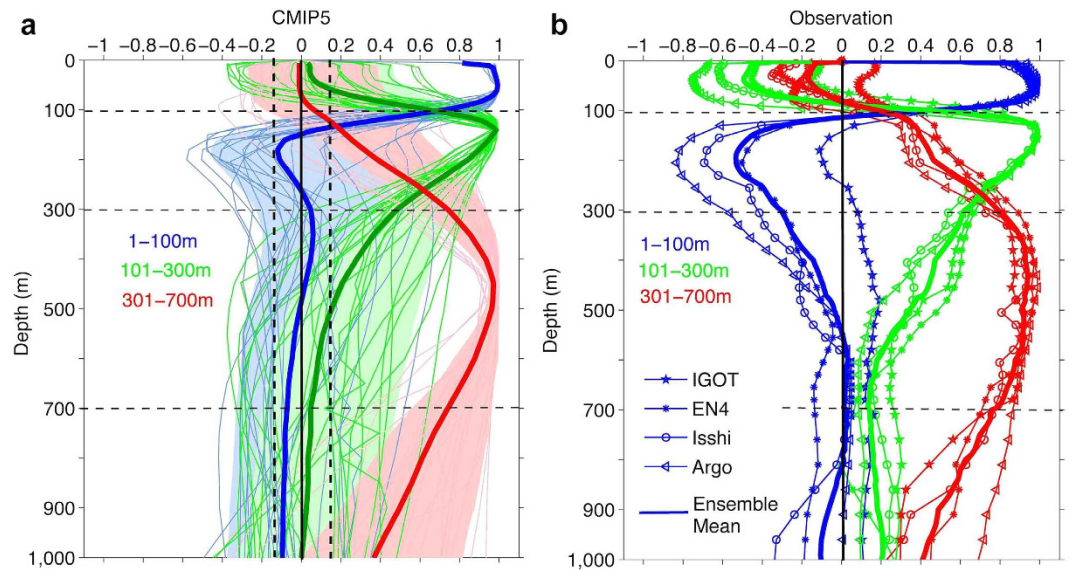 a
CMIP5
−1 −0.8 −0.6 −0.4 −0.2 0 0.2 0.4 0.6 0.8 1
0
100
300
500
700
900
1,000
Depth (m)
1–100m
101–300m
301–700m
b
Observation
−1 −0.8 −0.6 −0.4 −0.2 0 0.2 0.4 0.6 0.8 1
0
100
300
500
700
900
1,000
Depth (m)
1–100m
101–300m
301–700m
IGOT
EN4
Isshi
Argo
Ensemble
Mean